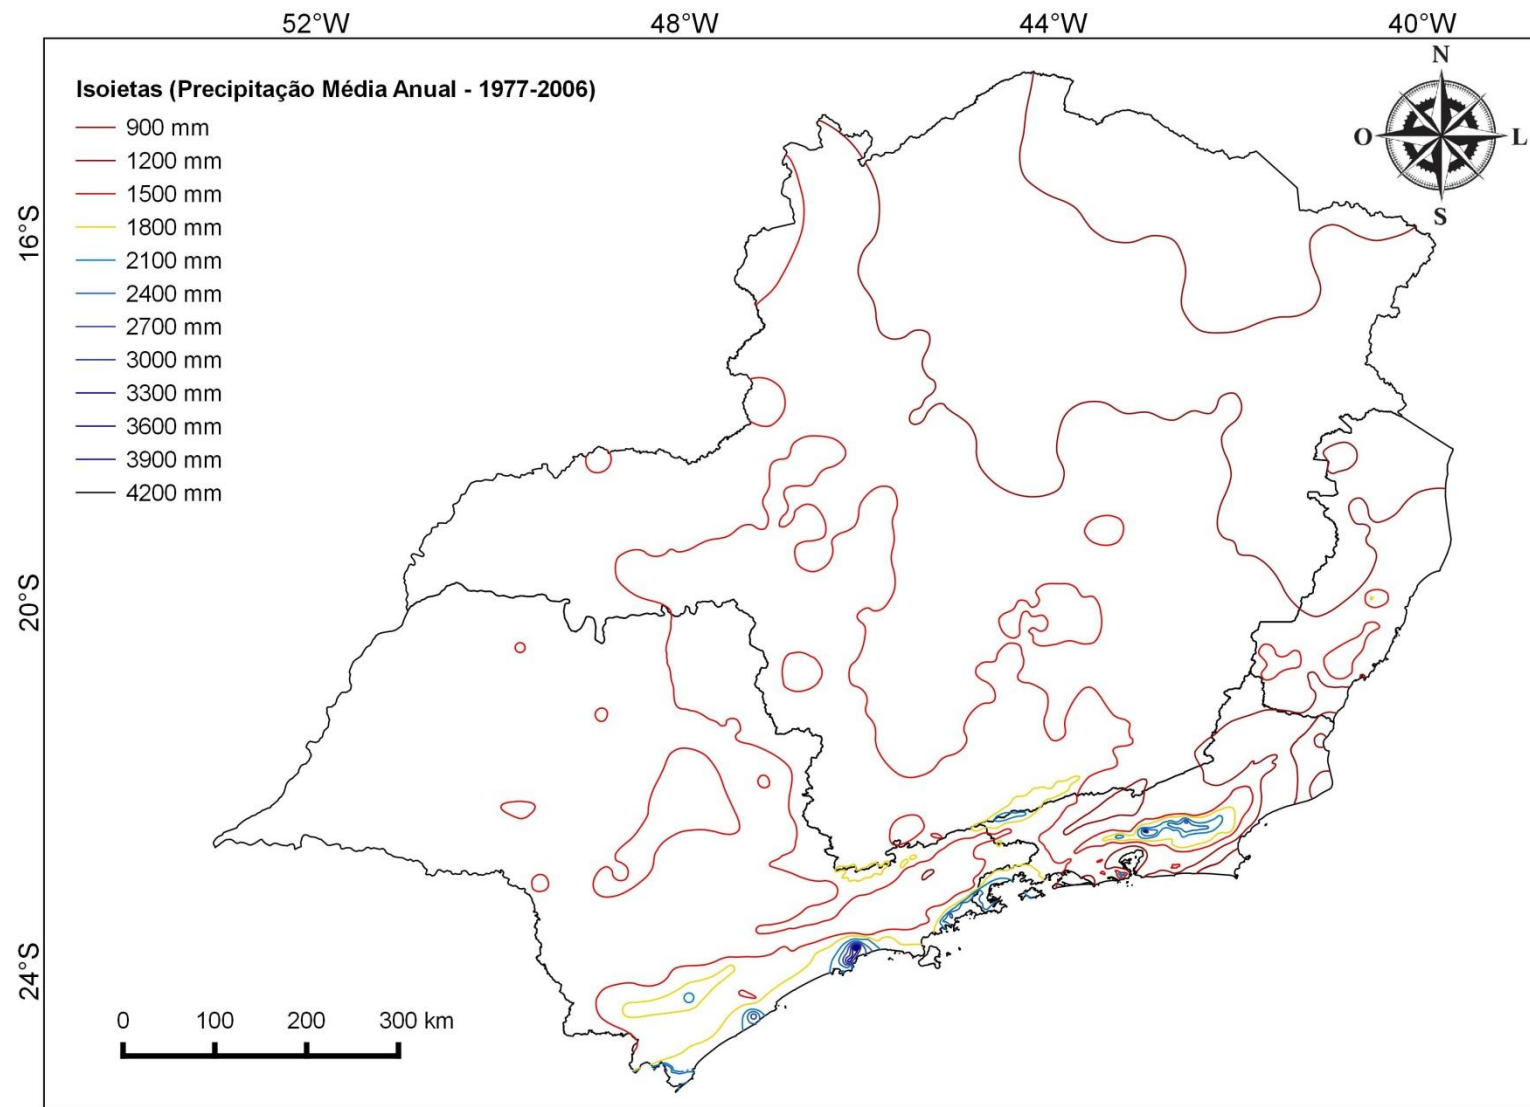 52°W 48°W 44°W 40°W
Isoietas (Precipitação Média Anual - 1977-2006)
900 mm
1200 mm
1500 mm
1800 mm
2100 mm
2400 mm
2700 mm
3000 mm
3300 mm
3600 mm
3900 mm
4200 mm
N
O L
S
16°S
20°S
24°S
0 100 200 300 km